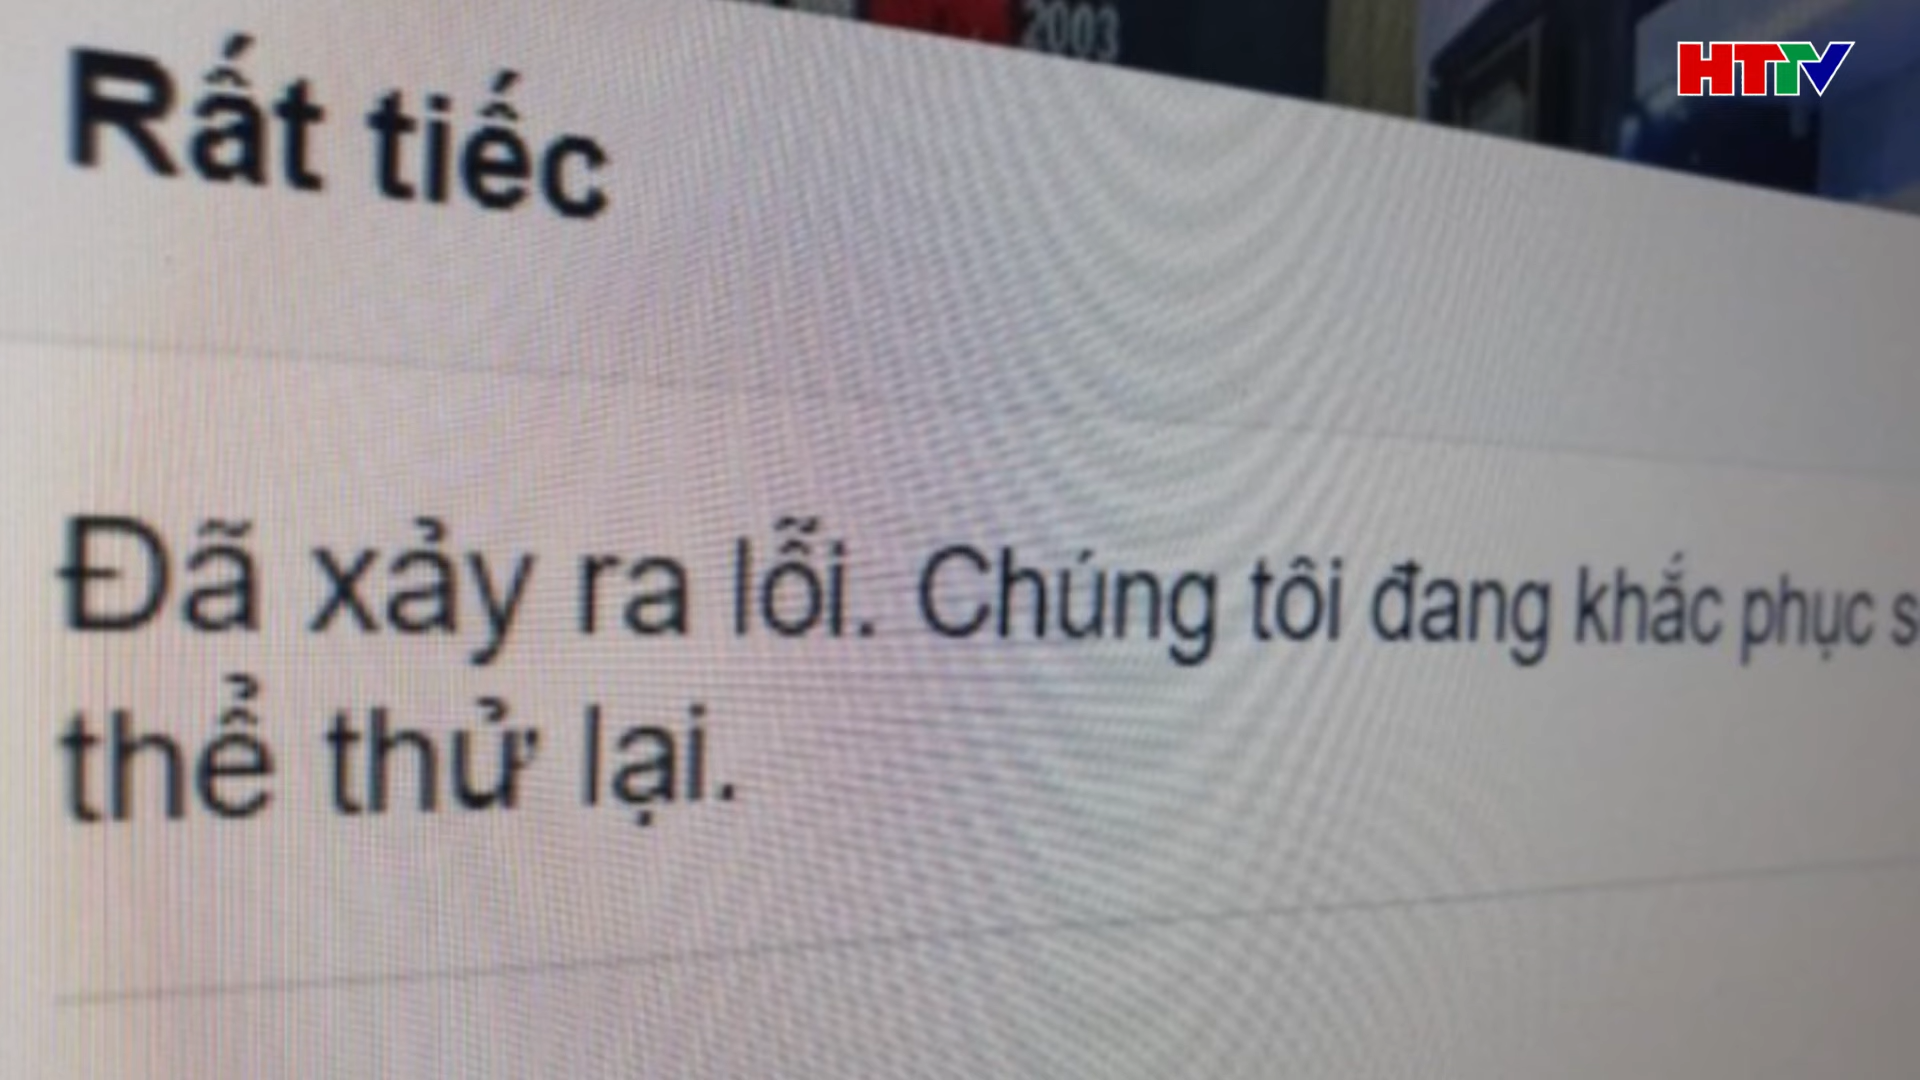 2003
HTTV
Rất tiếc
Đã xảy ra lỗi. Chúng tôi đang khắc phục s
thể thử lại.